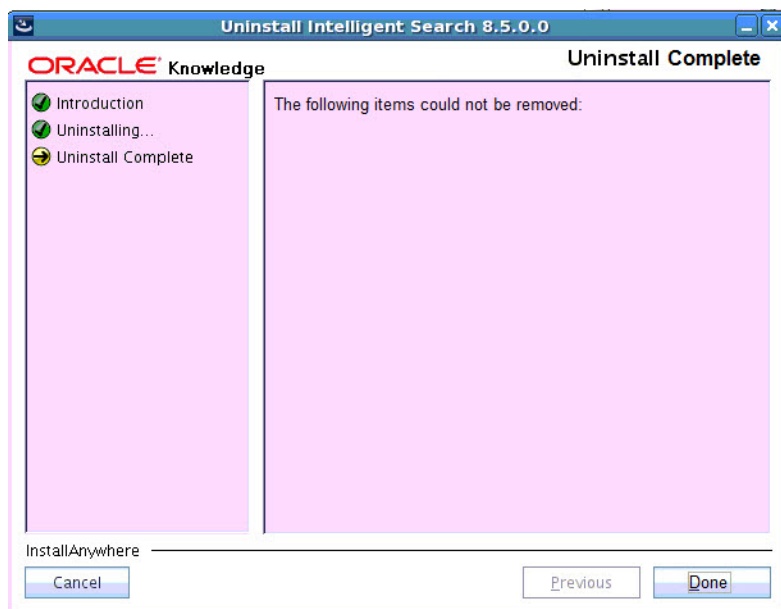 Uninstall Intelligent Search 8.5.0.0
ORACLE Knowledge
Uninstall Complete
Introduction
Uninstalling...
Uninstall Complete
The following items could not be removed:
InstallAnywhere
Cancel
Previous
Done